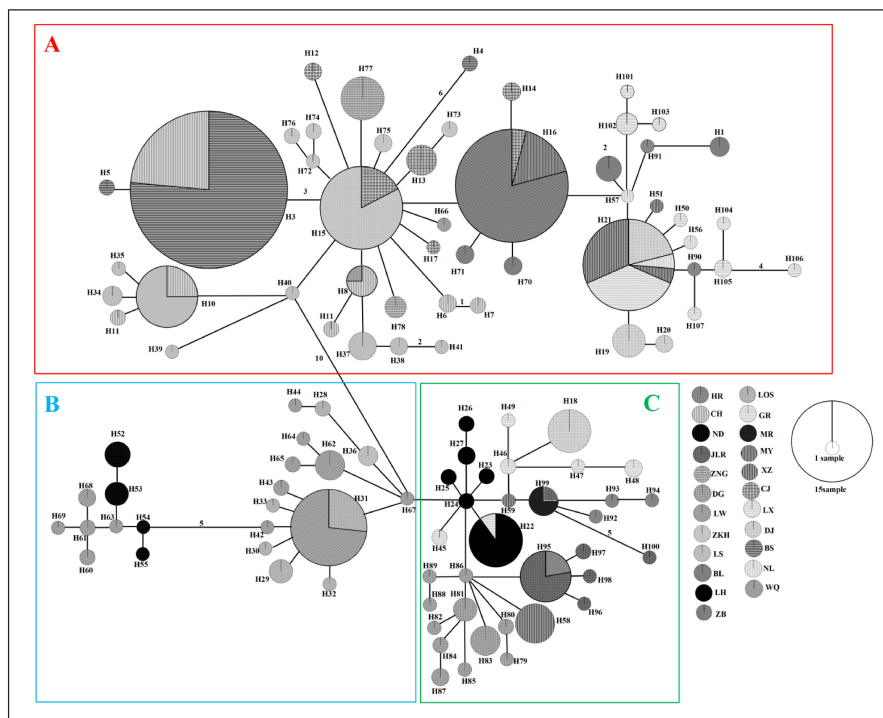 A
H12
H77
H4
6
H14
H101
H76
H74
H75
H73
H16
H102
H103
H1
2
H91
H72
H13
H5
3
H3
H66
H57
H51
H21
H50
H15
H56
H104
H17
H35
H40
H8
H71
H70
H90
H105
4
H106
H34
H10
H11
H11
H78
H6
1
H7
H107
H39
H37
2
H38
H41
H19
H20
10
B
H44
H28
H52
H64
H62
H36
H65
H53
H43
H31
H68
H33
H67
H69
H63
H54
5
H42
H61
H30
H55
H60
H29
H32
C
H26
H49
H18
H27
H46
H23
H25
H47
H48
H99
H24
H59
H93
H94
H22
H92
5
H45
H95
H97
H100
H89
H86
H98
H88
H81
H96
H82
H80
H58
H84
H83
H79
H87
H85
HR
CH
ND
JLR
ZNG
DG
LW
ZKH
LS
BL
LH
ZB
LOS
GR
MR
MY
XZ
CJ
LX
DJ
BS
NL
WQ
1 sample
15sample